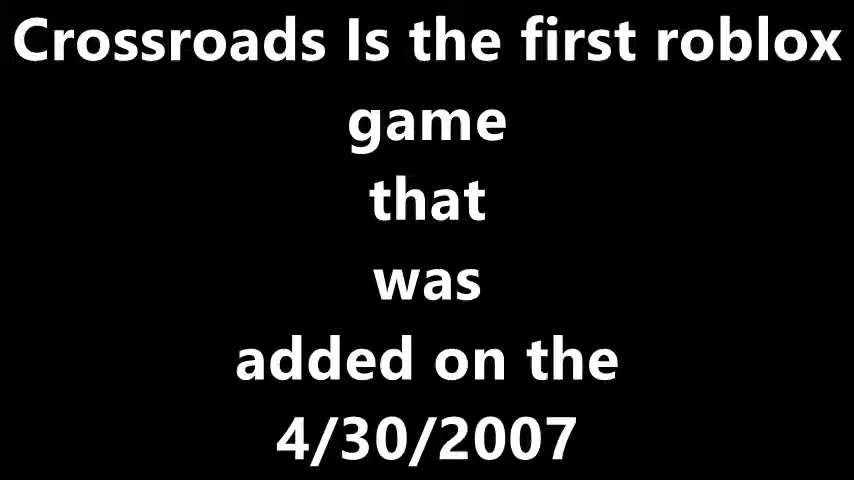 Crossroads Is the first roblox
game
that
was
added on the
4/30/2007